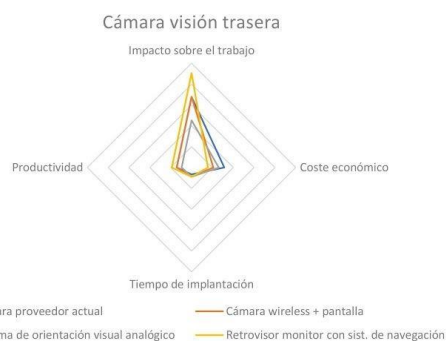 Cámara visión trasera
Impacto sobre el trabajo
Productividad
Coste económico
Tiempo de implantación
proveedor actual
Cámara wireless + pantalla
de orientación visual analógico
Retrovisor monitor con sist. de navegación